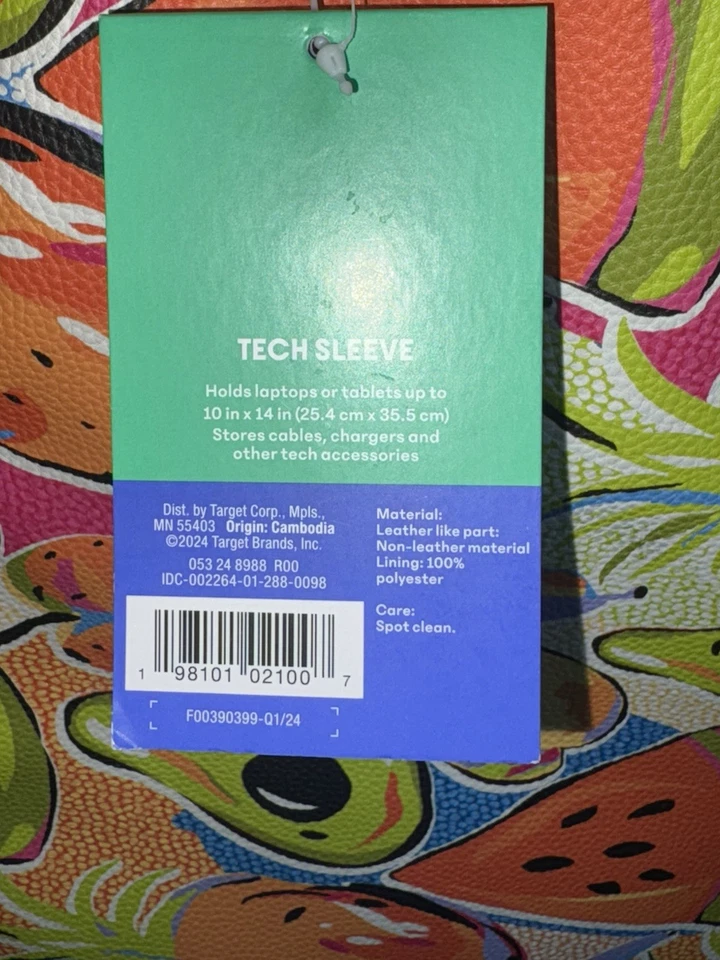 TECH SLEEVE
Holds laptops or tablets up to
10 in x 14 in (25.4 cm x 35.5 cm)
Stores cables, chargers and
other tech accessories
Dist. by Target Corp., Mpls.,
MN 55403 Origin: Cambodia
©2024 Target Brands, Inc.
053 24 8988 R00
IDC-002264-01-288-0098
1 98101 02100 7
F00390399-Q1/24
Material:
Leather like part:
Non-leather material
Lining: 100%
polyester
Care:
Spot clean.